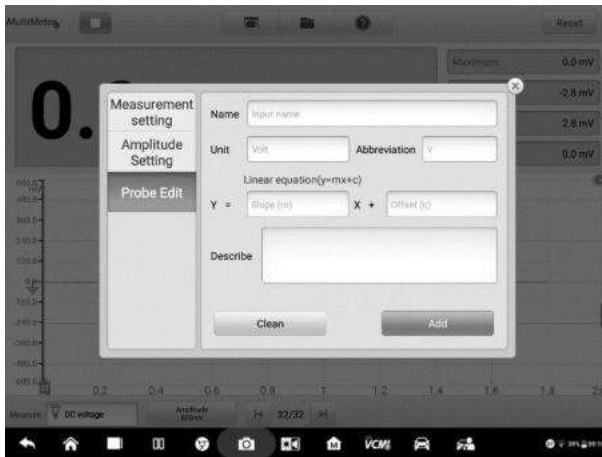 MultiMeter
Reset
Maximum 0.0 mV
-2.8 mV
2.8 mV
0.0 mV
0.
Measurement setting
Amplitude Setting
Probe Edit
Name Input name
Unit Volt Abbreviation V
Linear equation(y=mx+c)
Y = Slope (m) X + Offset (c)
Describe
Clean Add
0.2 0.4 0.6 0.8 1 1.2 1.4 1.6 1.8
Measure DC voltage Amplitude 32/32
VCMI